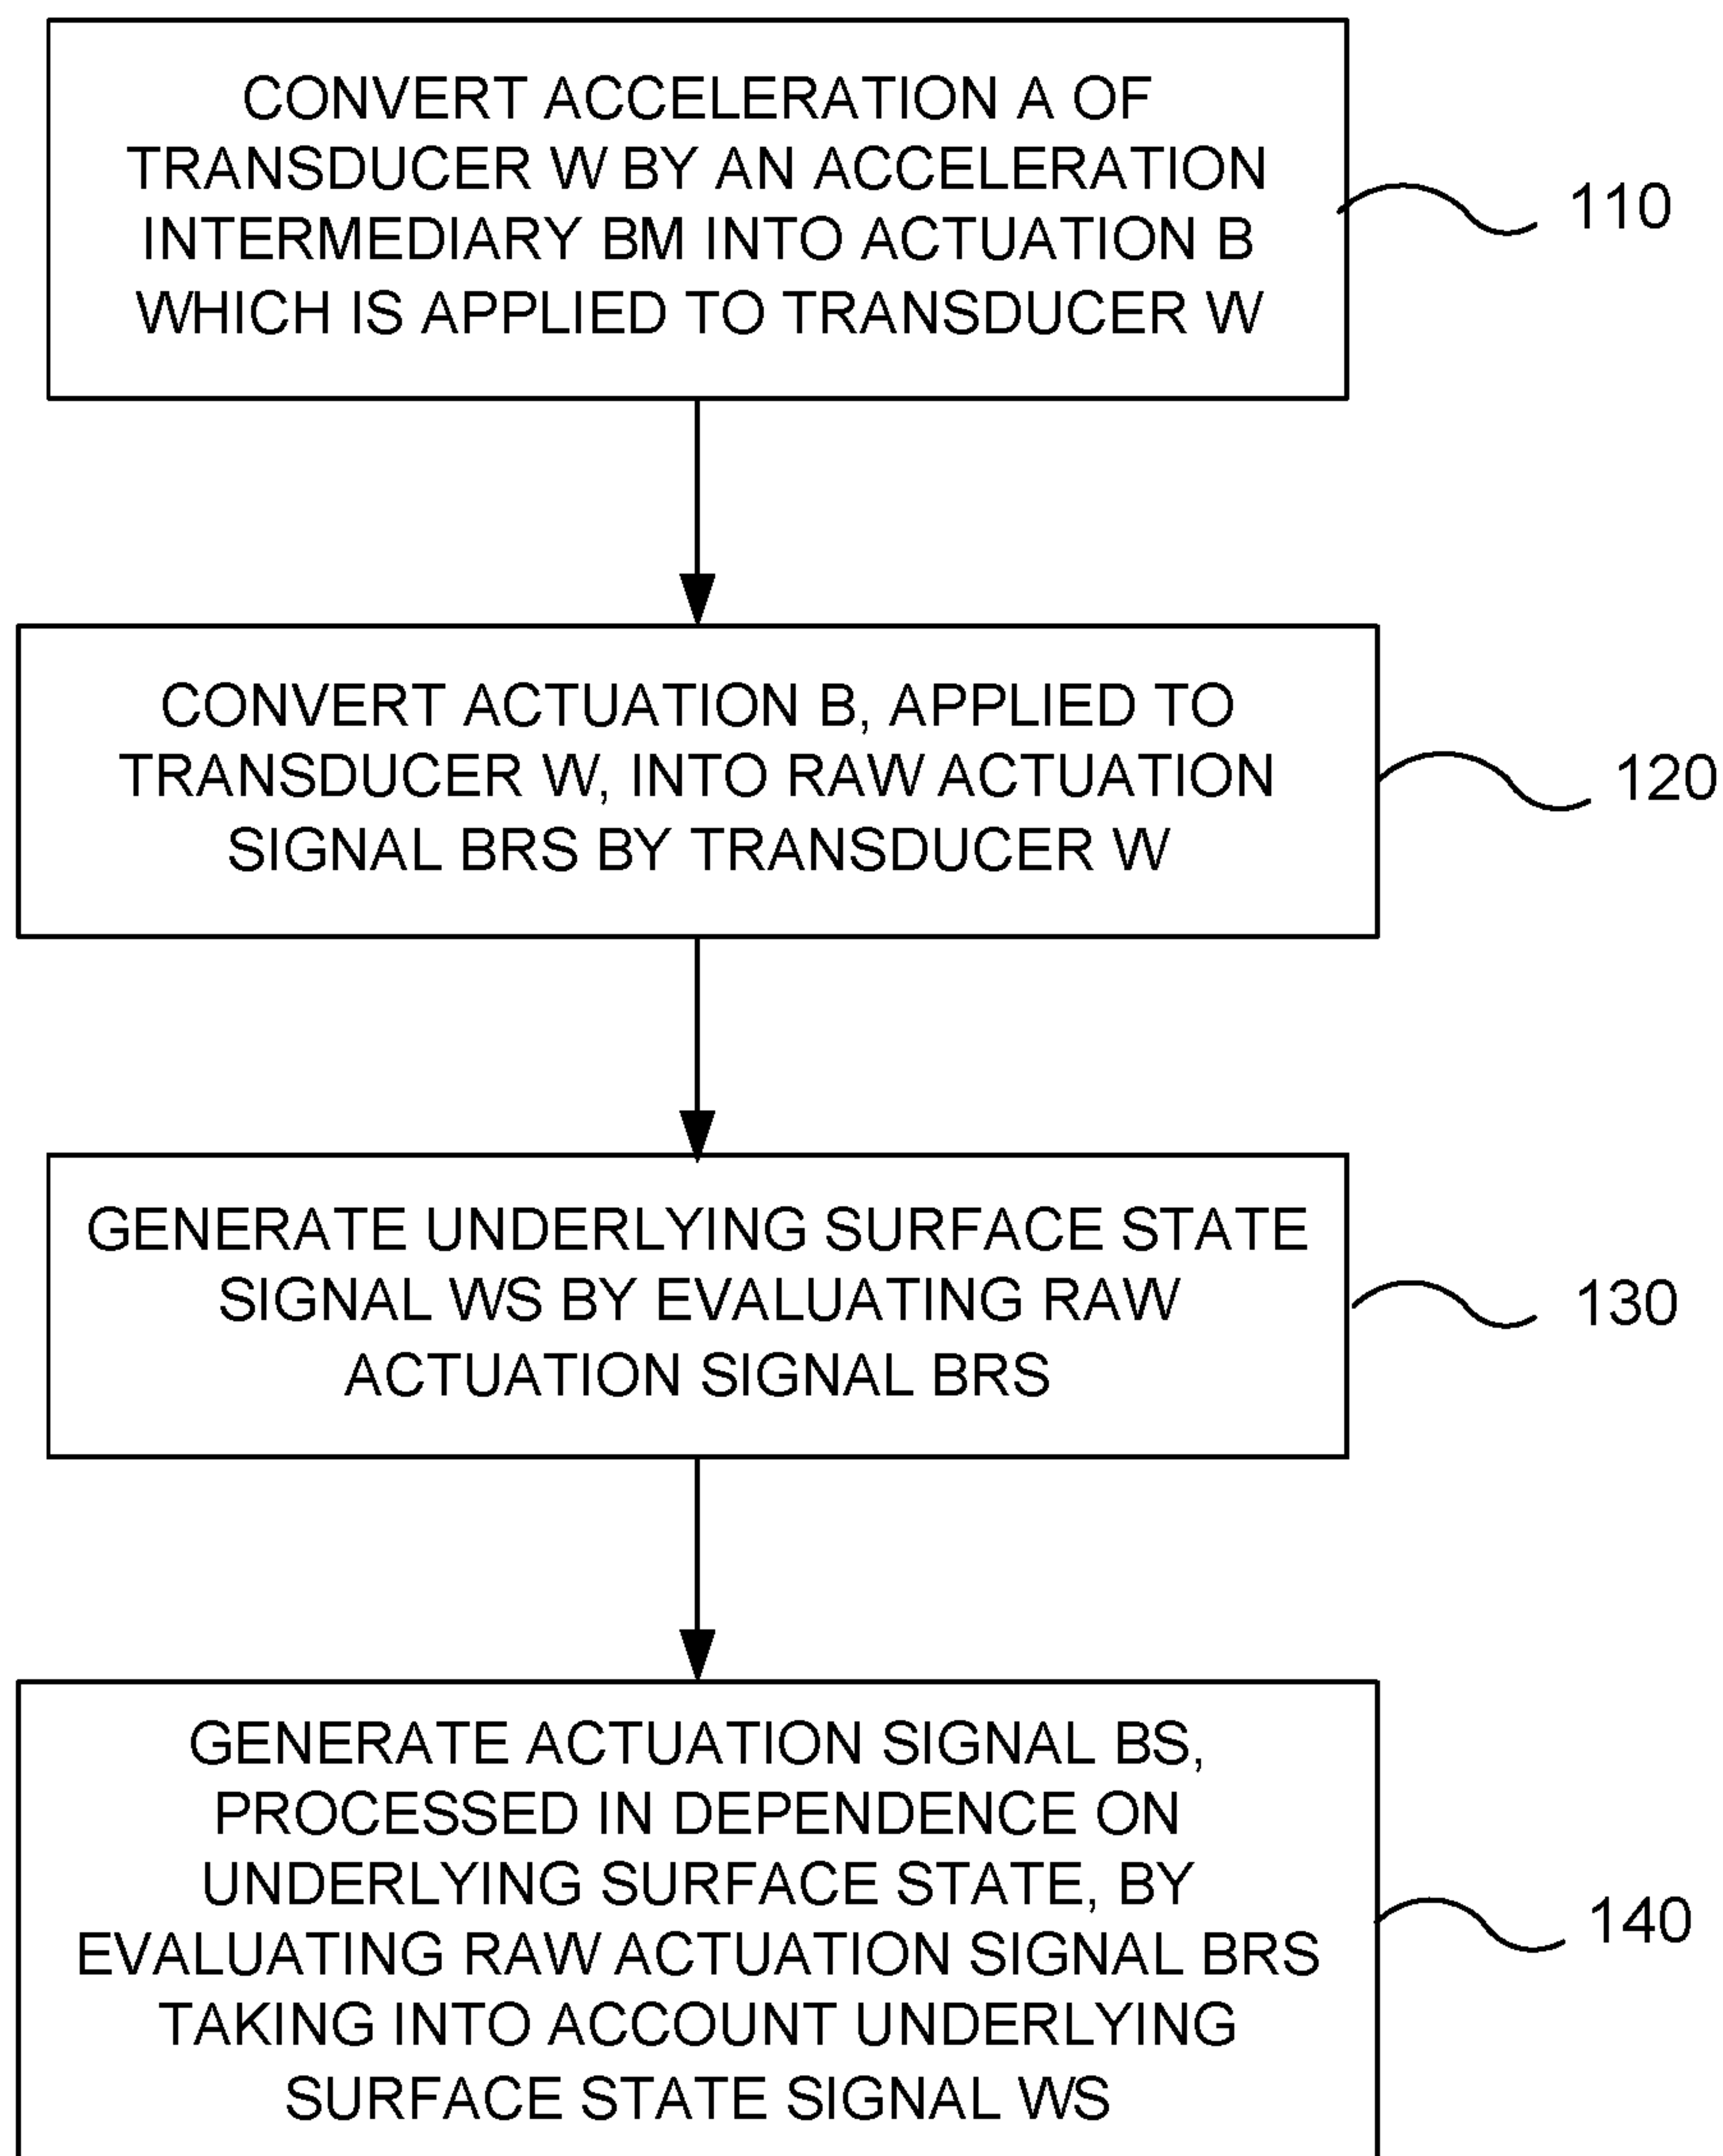 CONVERT ACCELERATION A OF
TRANSDUCER W BY AN ACCELERATION
INTERMEDIARY BM INTO ACTUATION B
WHICH IS APPLIED TO TRANSDUCER W
110
CONVERT ACTUATION B, APPLIED TO
TRANSDUCER W, INTO RAW ACTUATION
SIGNAL BRS BY TRANSDUCER W
120
GENERATE UNDERLYING SURFACE STATE
SIGNAL WS BY EVALUATING RAW
ACTUATION SIGNAL BRS
130
GENERATE ACTUATION SIGNAL BS,
PROCESSED IN DEPENDENCE ON
UNDERLYING SURFACE STATE, BY
EVALUATING RAW ACTUATION SIGNAL BRS
TAKING INTO ACCOUNT UNDERLYING
SURFACE STATE SIGNAL WS
140